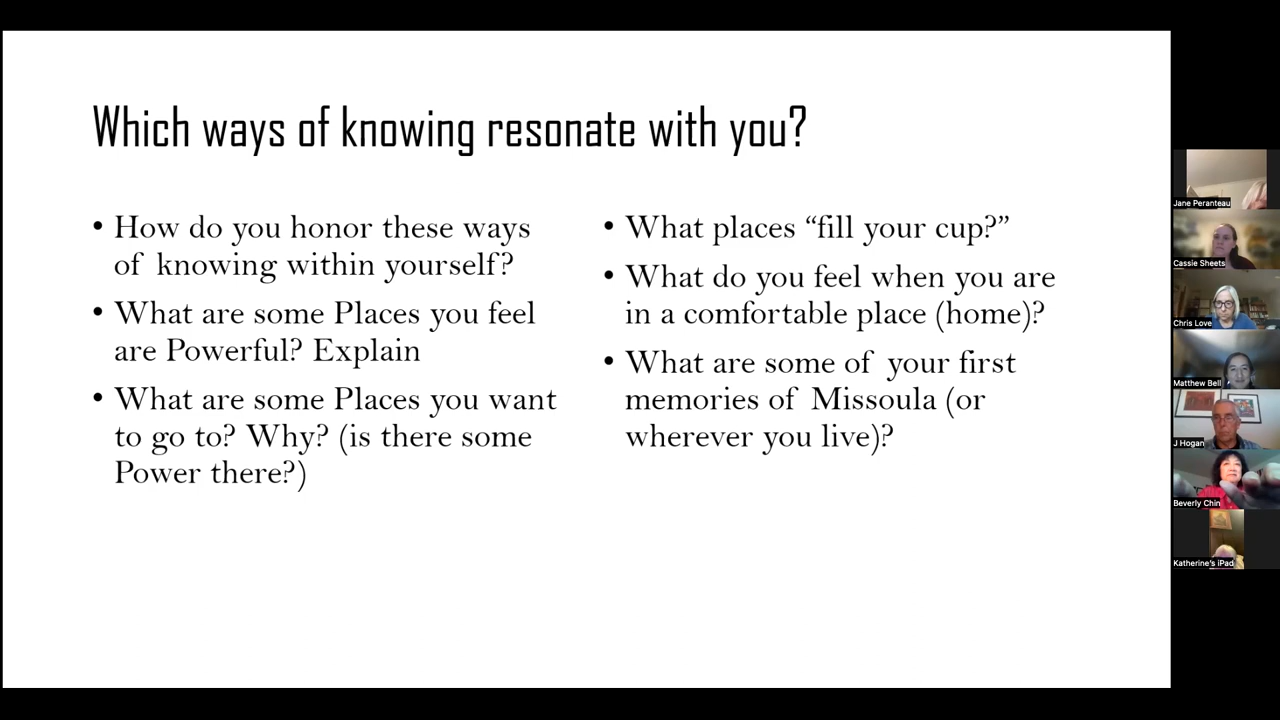 Which ways of knowing resonate with you?
• How do you honor these ways
of knowing within yourself?
• What are some Places you feel
are Powerful? Explain
• What are some Places you want
to go to? Why? (is there some
Power there?)
• What places “fill your cup?”
• What do you feel when you are
in a comfortable place (home)?
• What are some of your first
memories of Missoula (or
wherever you live)?
Jane Peranteau
Cassie Sheets
Chris Love
Matthew Bell
J Hogan
Beverly Chin
Katherine's iPad